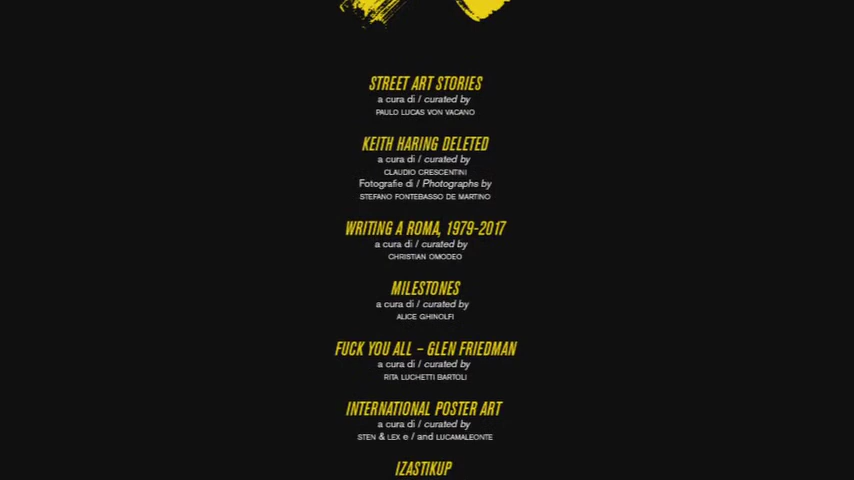 STREET ART STORIES
a cura di / curated by
PAULO LUCAS VON VACANO
KEITH HARING DELETED
a cura di / curated by
CLAUDIO CRESCENTINI
Fotografie di / Photographs by
STEFANO FONTEBASSO DE MARTINO
WRITING A ROMA, 1979-2017
a cura di / curated by
CHRISTIAN OMODEO
MILESTONES
a cura di / curated by
ALICE GHINOLFI
FUCK YOU ALL – GLEN FRIEDMAN
a cura di / curated by
RITA LUCHETTI BARTOLI
INTERNATIONAL POSTER ART
a cura di / curated by
STEN & LEX e / and LUCAMALEONTE
IZASTIKUP